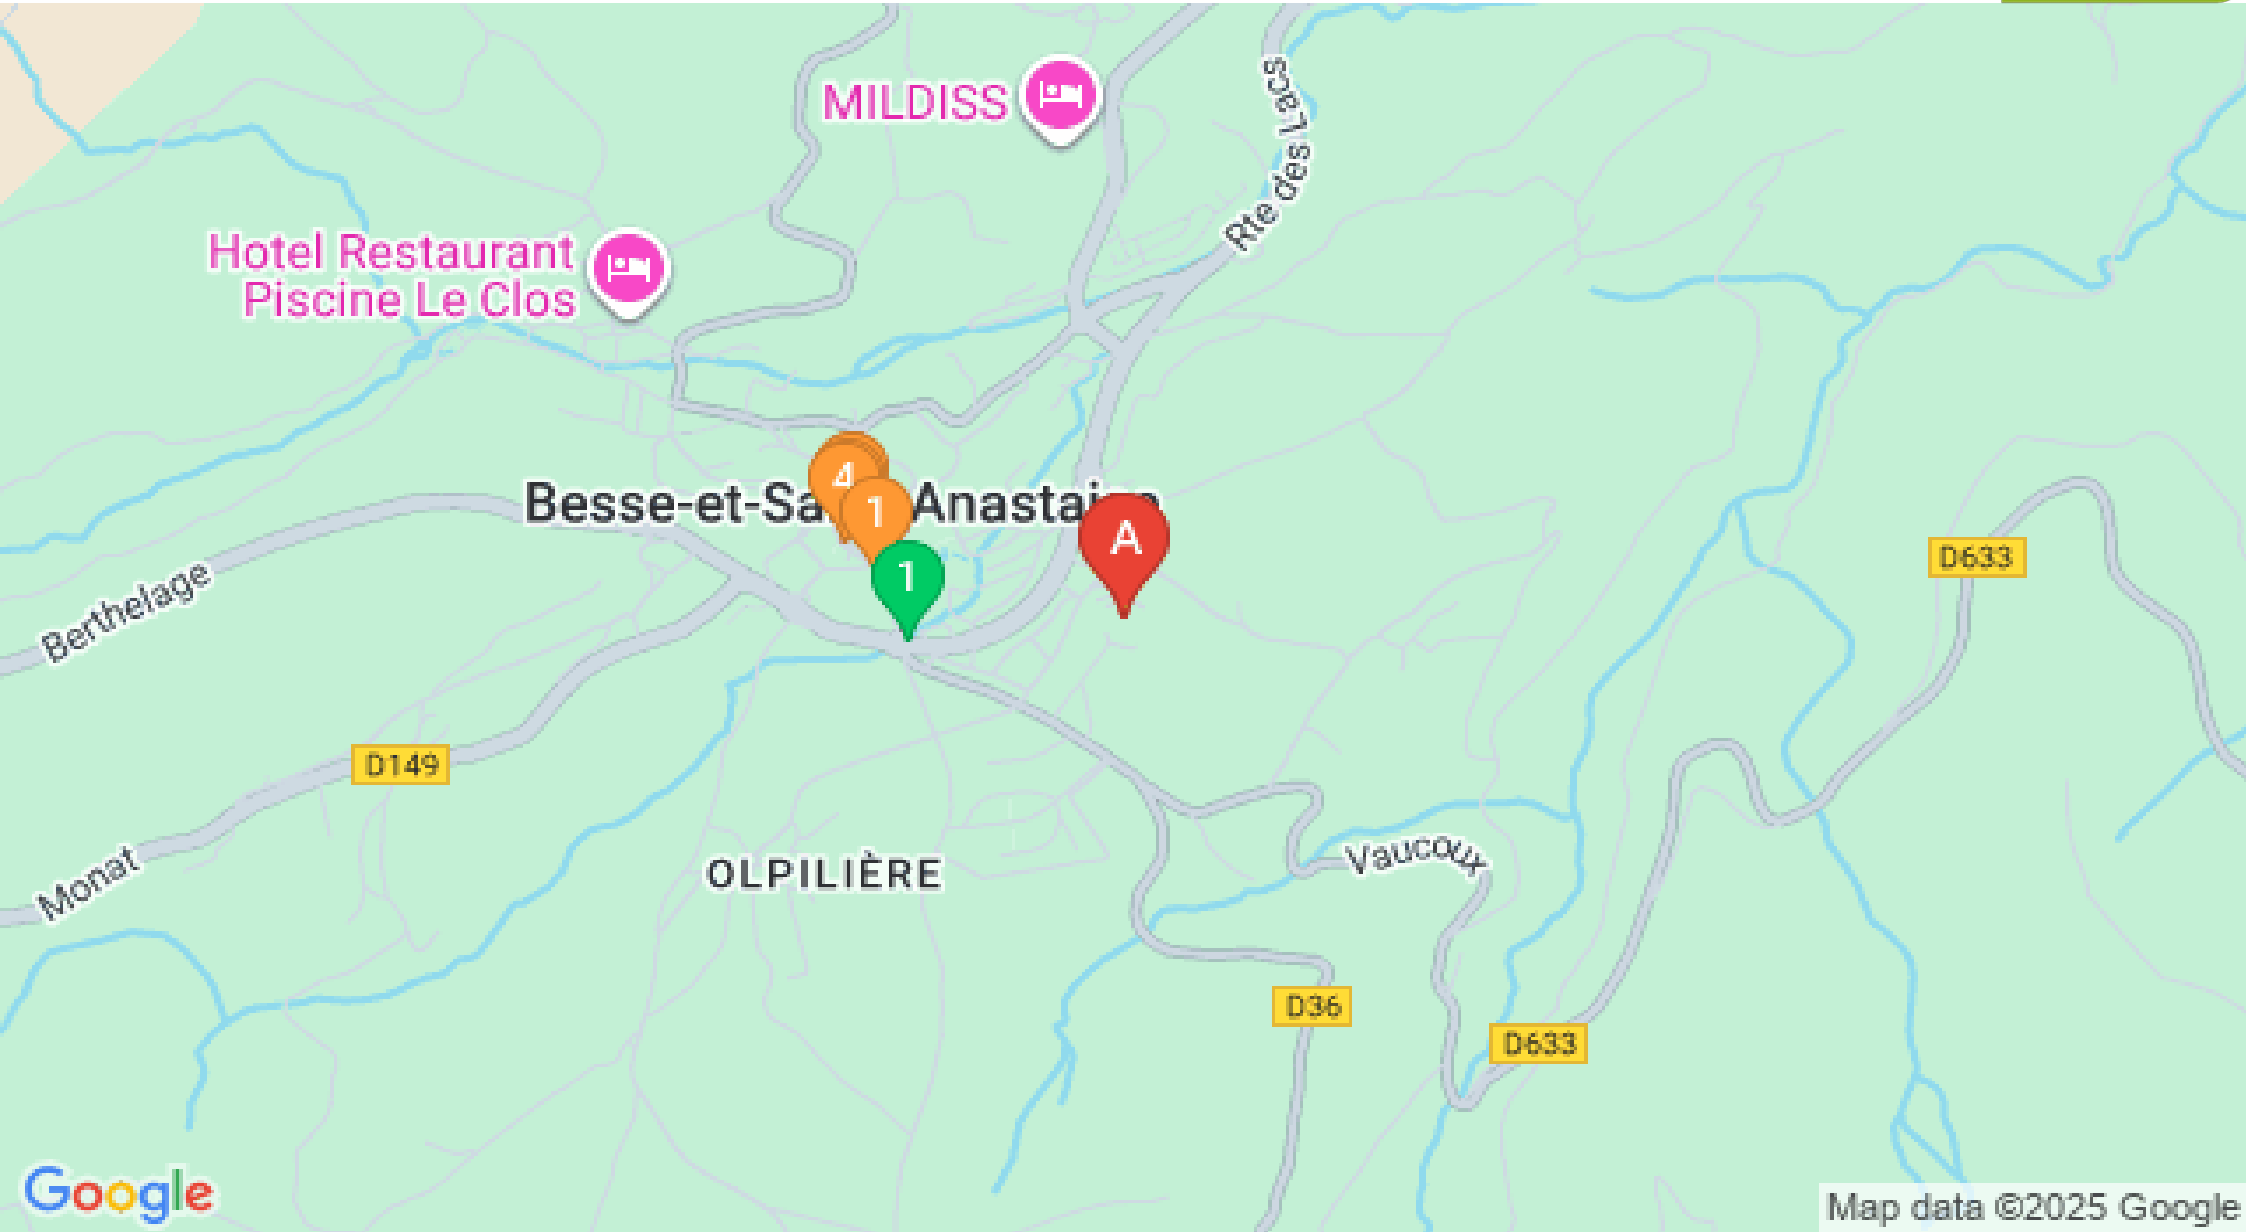 MILDISS
Rte des Lacs
Hotel Restaurant
Piscine Le Clos
4
Besse-et-Sa Anastai
1
A
1
D633
Berthelage
D149
Monat
OLPILIÈRE
Vaucoux
D36
D633
Google
Map data ©2025 Google